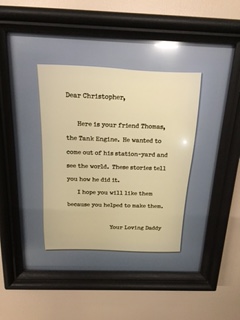 Dear Christopher,
Here is your friend Thomas,
the Tank Engine. He wanted to
come out of his station-yard and
see the world. These stories tell
you how he did it.
I hope you will like them
because you helped to make them.
Your Loving Daddy